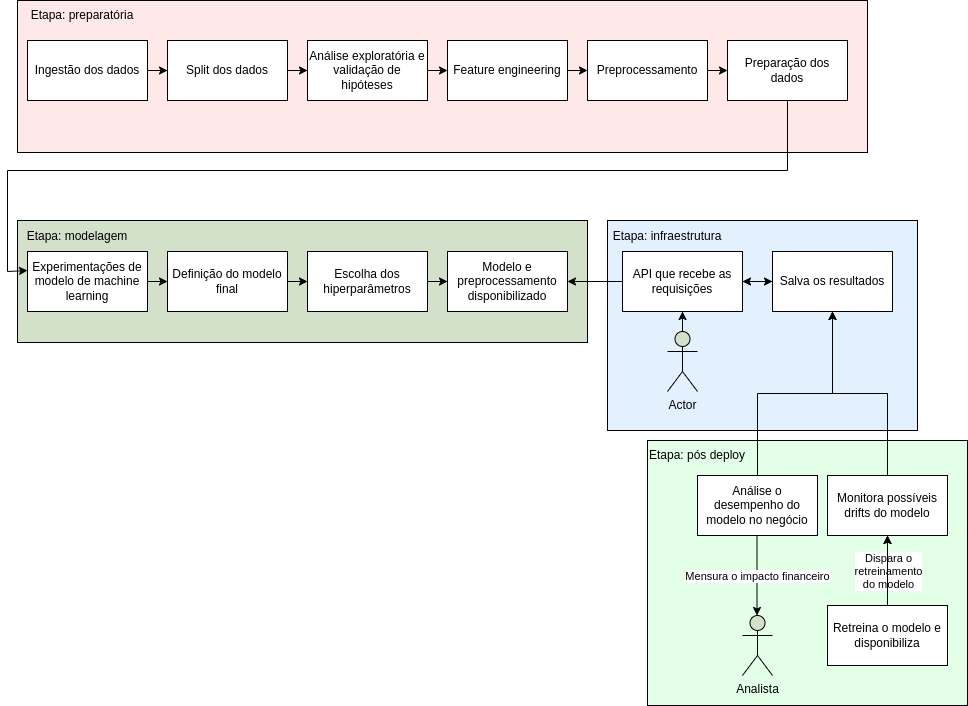 Etapa: preparatória
Ingestão dos dados
Split dos dados
Análise exploratória e
validação de
hipóteses
Feature engineering
Preprocessamento
Preparação dos
dados
Etapa: modelagem
Experimentações de
modelo de machine
learning
Definição do modelo
final
Escolha dos
hiperparâmetros
Modelo e
preprocessamento
disponibilizado
Etapa: infraestrutura
API que recebe as
requisições
Salva os resultados
Actor
Etapa: pós deploy
Análise o
desempenho do
modelo no negócio
Monitora possíveis
drifts do modelo
Mensura o impacto financeiro
Dispara o
retreinamento
do modelo
Retreina o modelo e
disponibiliza
Analista